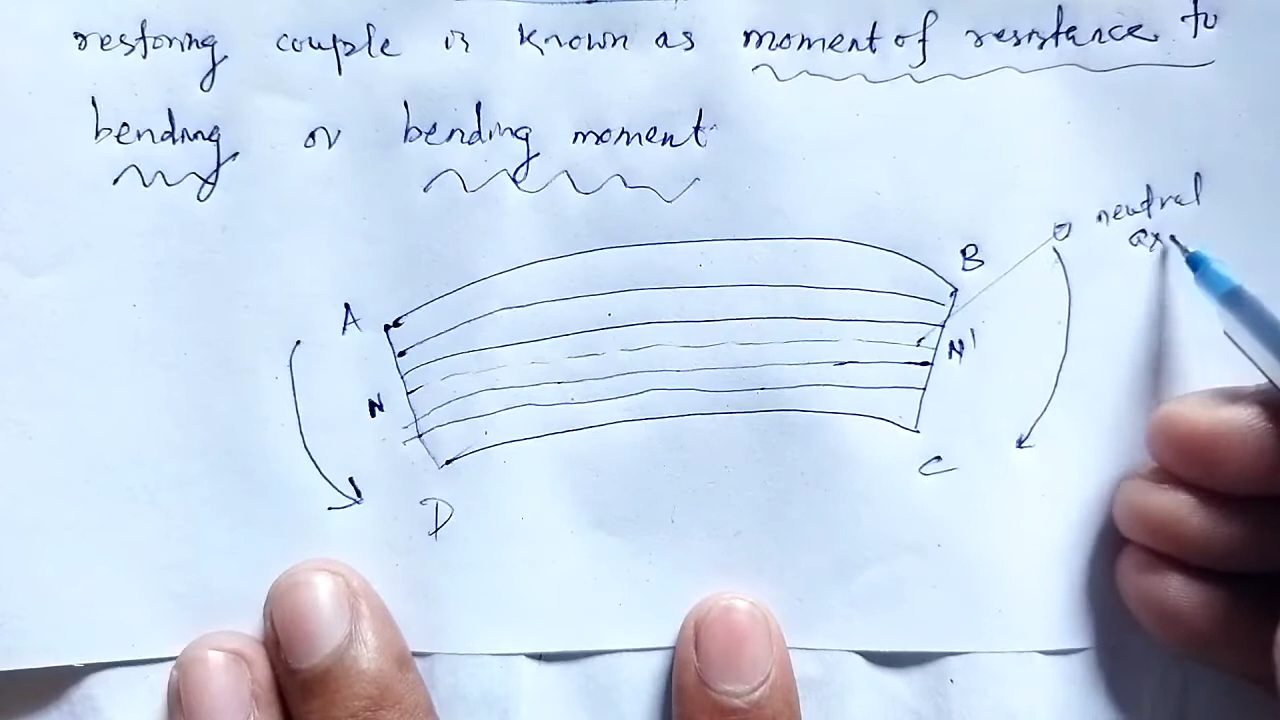 restoring couple is known as moment of resistance to
bending or bending moment
neutral
ax
B
A
N'
N
C
D